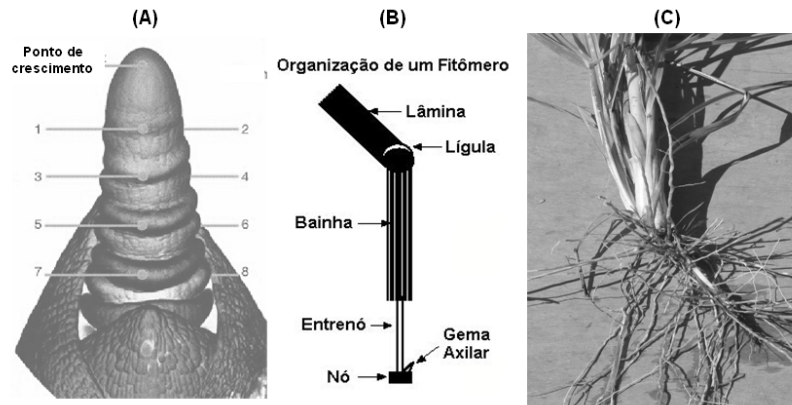 (A)
Ponto de
crescimento
1
2
3
4
5
6
7
8
(B)
Organização de um Fitômero
Lâmina
Lígula
Bainha
Entrenó
Gema
Axilar
Nó
(C)